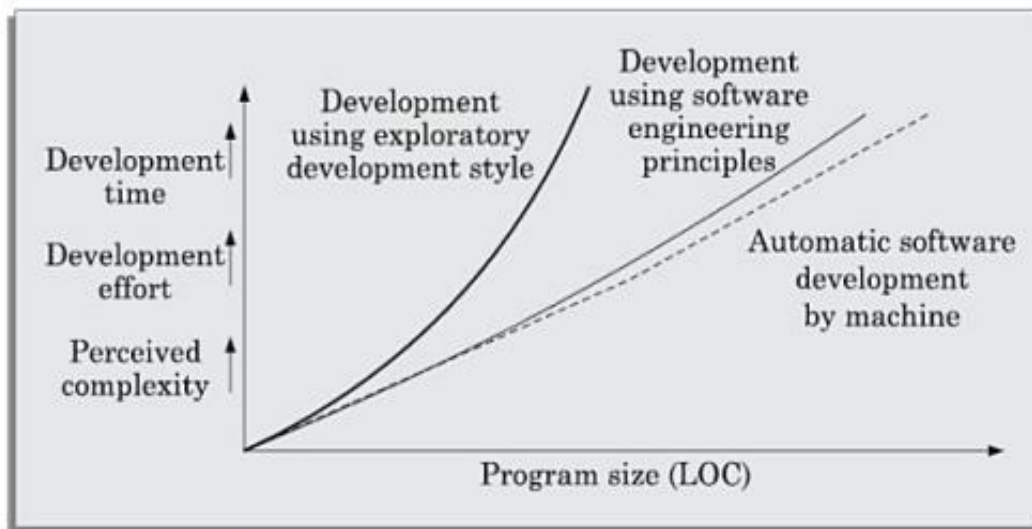 Development
using exploratory
development style
Development
using software
engineering
principles
Development
time
Development
effort
Perceived
complexity
Automatic software
development
by machine
Program size (LOC)